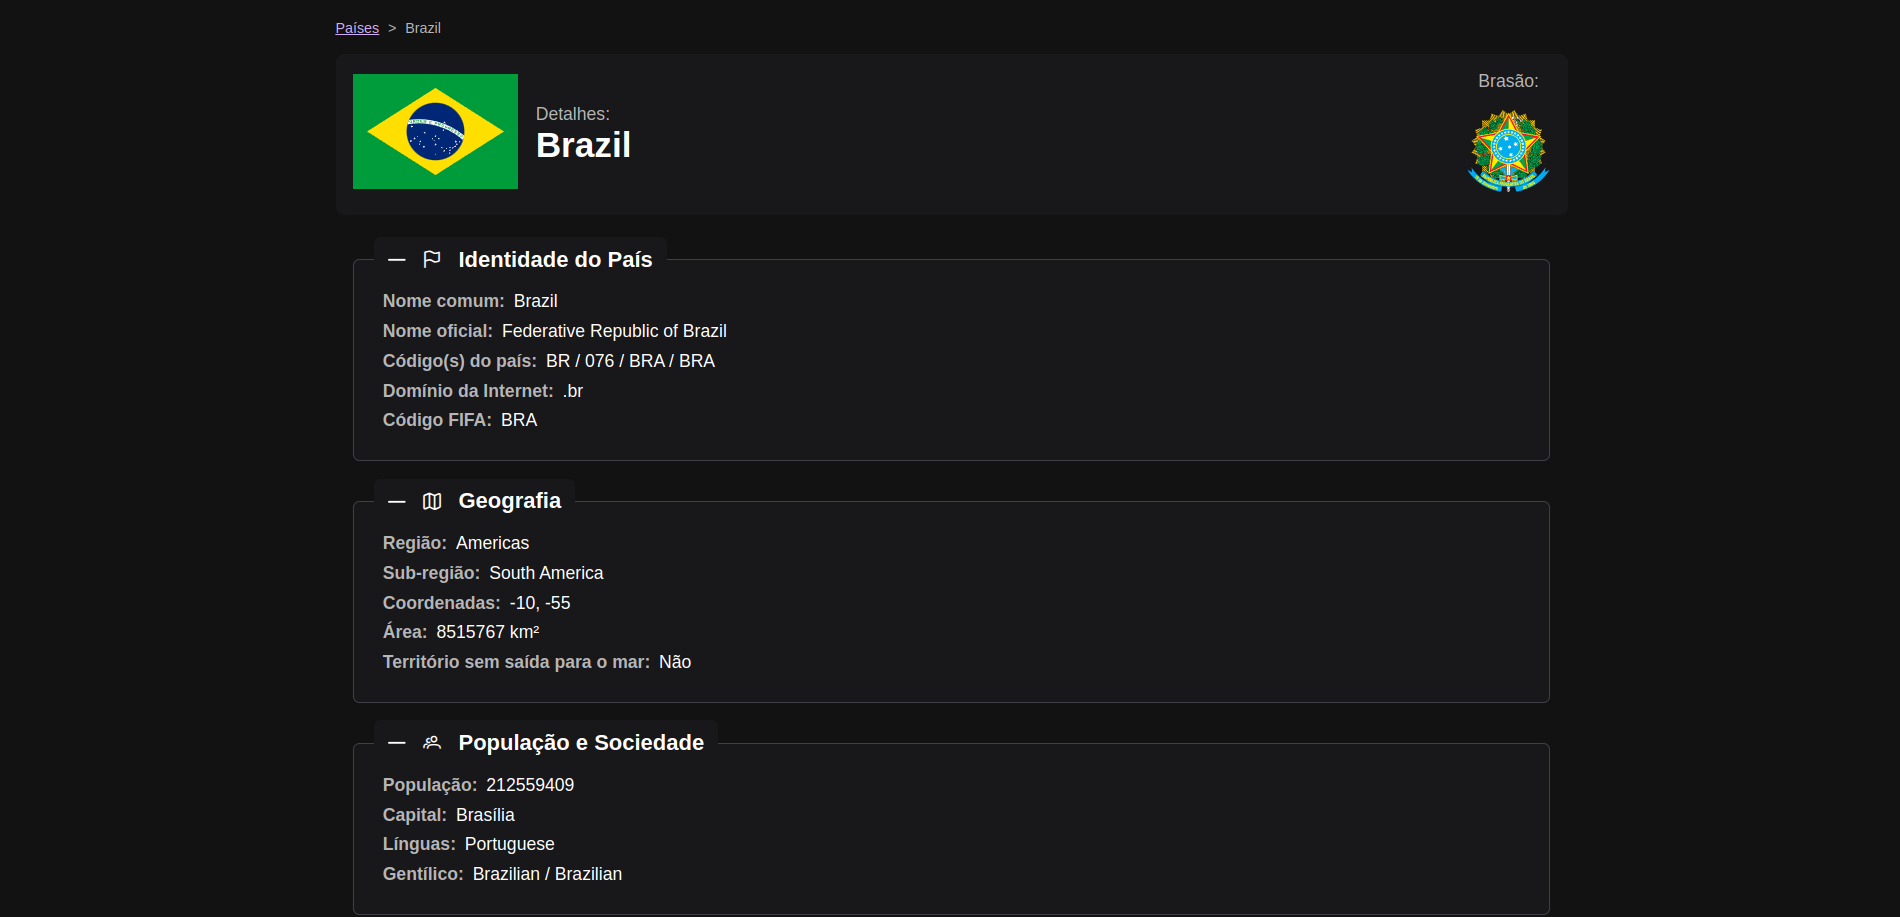 Países > Brazil
Detalhes:
Brazil
Brasão:
Identidade do País
Nome comum: Brazil
Nome oficial: Federative Republic of Brazil
Código(s) do país: BR / 076 / BRA / BRA
Domínio da Internet: .br
Código FIFA: BRA
Geografia
Região: Americas
Sub-região: South America
Coordenadas: -10, -55
Área: 8515767 km²
Território sem saída para o mar: Não
População e Sociedade
População: 212559409
Capital: Brasília
Línguas: Portuguese
Gentílico: Brazilian / Brazilian